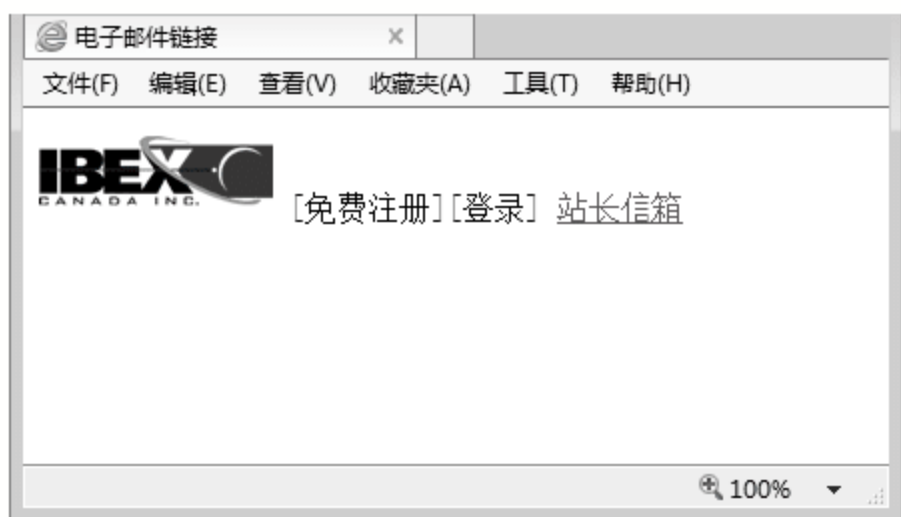 电子邮件链接
文件(F) 编辑(E) 查看(V) 收藏夹(A) 工具(T) 帮助(H)
IBEX
CANADA INC.
[免费注册][登录] 站长信箱
100%